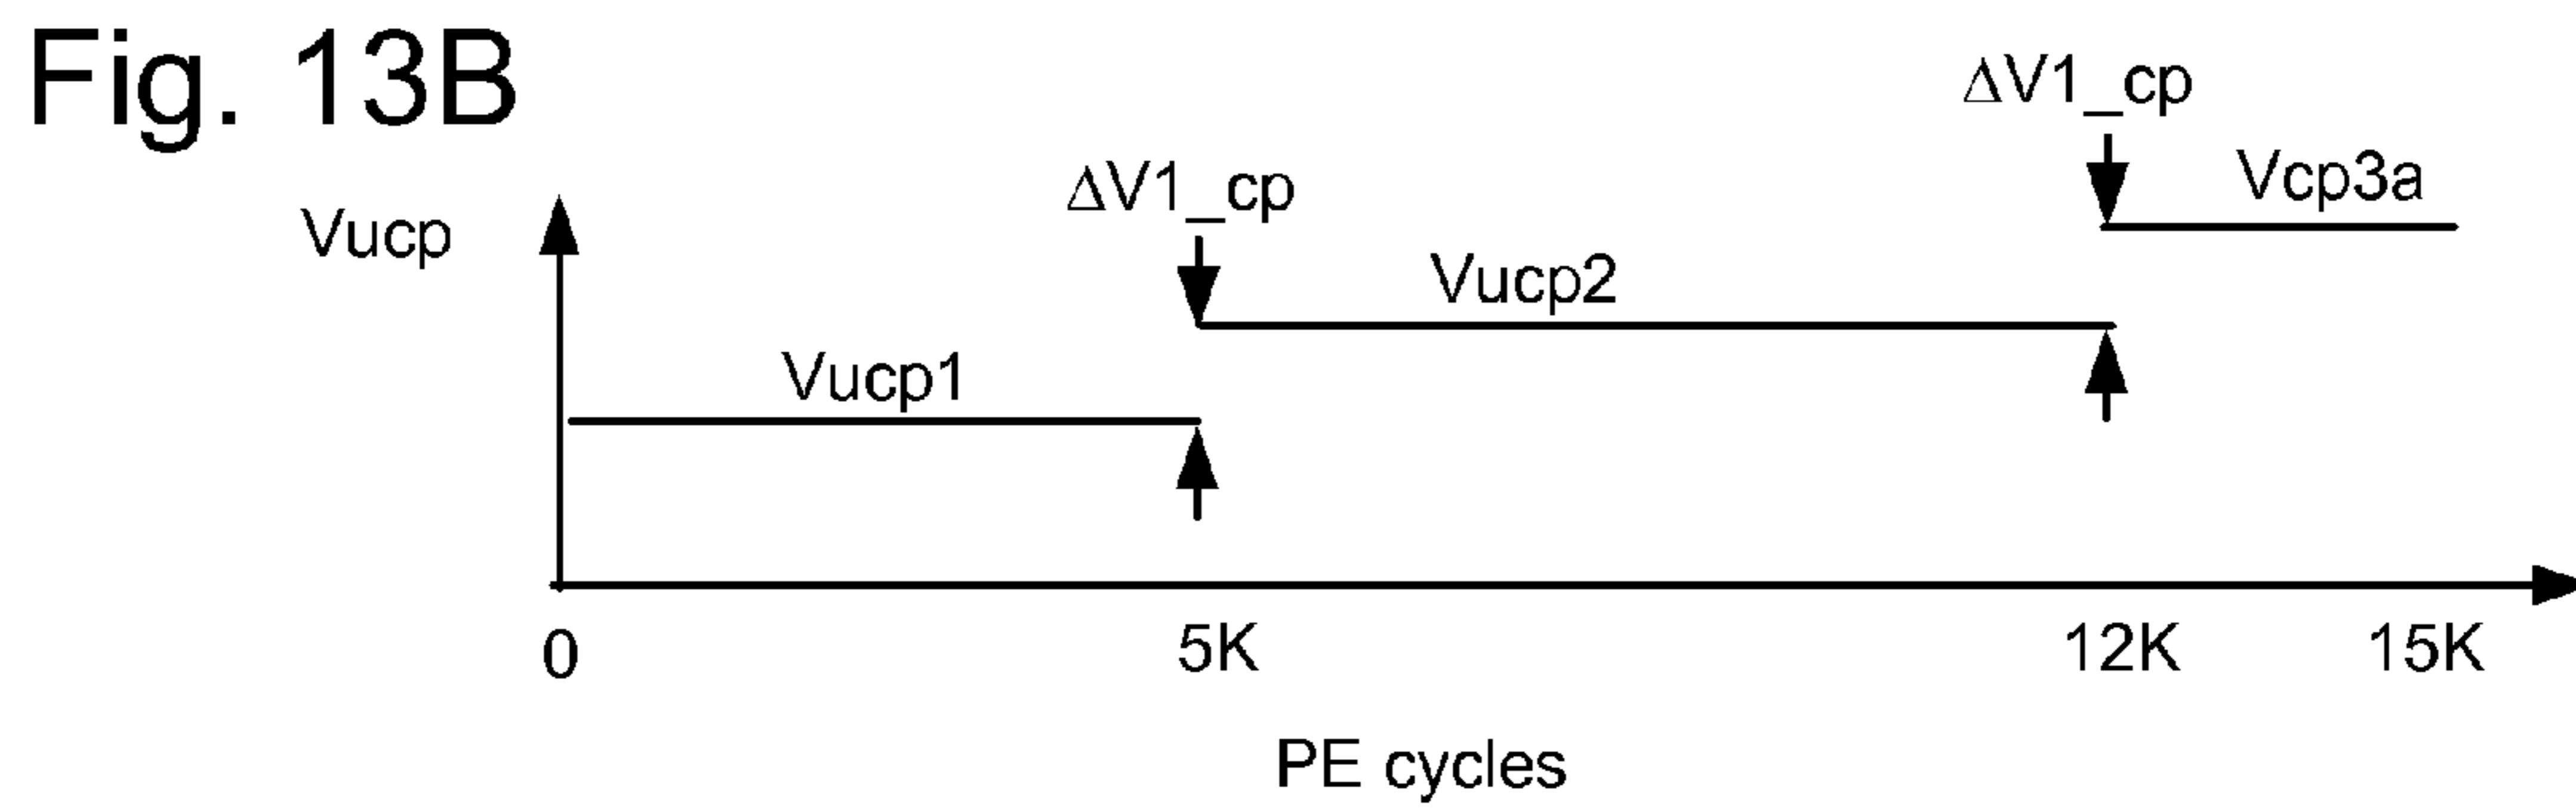 Fig. 13B
ΔV1_cp
Vcp3a
ΔV1_cp
Vucp
Vucp2
Vucp1
0 5K 12K 15K
PE cycles